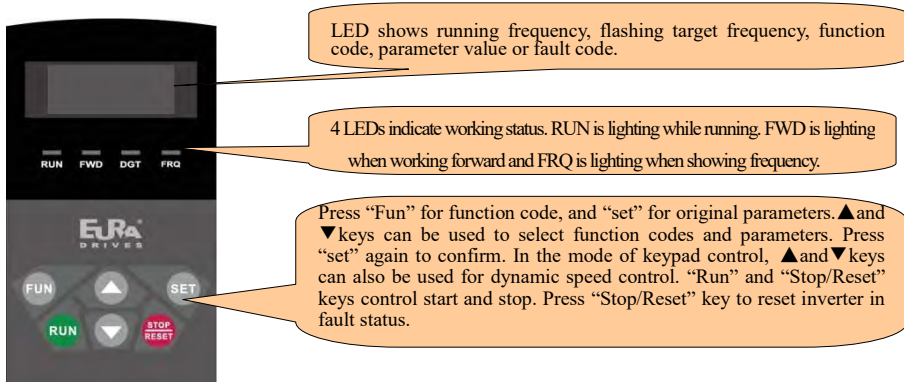 LED shows running frequency, flashing target frequency, function
code, parameter value or fault code.
4 LEDs indicate working status. RUN is lighting while running. FWD is lighting
when working forward and FRQ is lighting when showing frequency.
RUN FWD DGT FRQ
Press “Fun” for function code, and “set” for original parameters.▲and
▼keys can be used to select function codes and parameters. Press
“set” again to confirm. In the mode of keypad control, ▲and▼keys
can also be used for dynamic speed control. “Run” and “Stop/Reset”
keys control start and stop. Press “Stop/Reset” key to reset inverter in
fault status.
EURA
DRIVES
FUN SET
RUN STOP
RESET